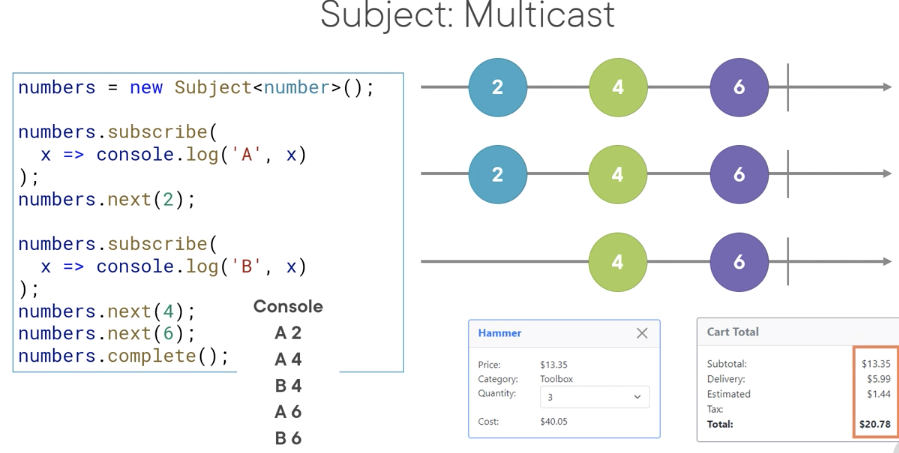 Subject: Multicast
numbers = new Subject<number>();
numbers.subscribe(
x => console.log('A', x)
);
numbers.next(2);
numbers.subscribe(
x => console.log('B', x)
);
numbers.next(4);
numbers.next(6);
numbers.complete();
Console
A 2
A 4
B 4
A 6
B 6
2 4 6
2 4 6
4 6
Hammer
Price: $13.35
Category: Toolbox
Quantity: 3
Cost: $40.05
Cart Total
Subtotal: $13.35
Delivery: $5.99
Estimated $1.44
Tax:
Total: $20.78